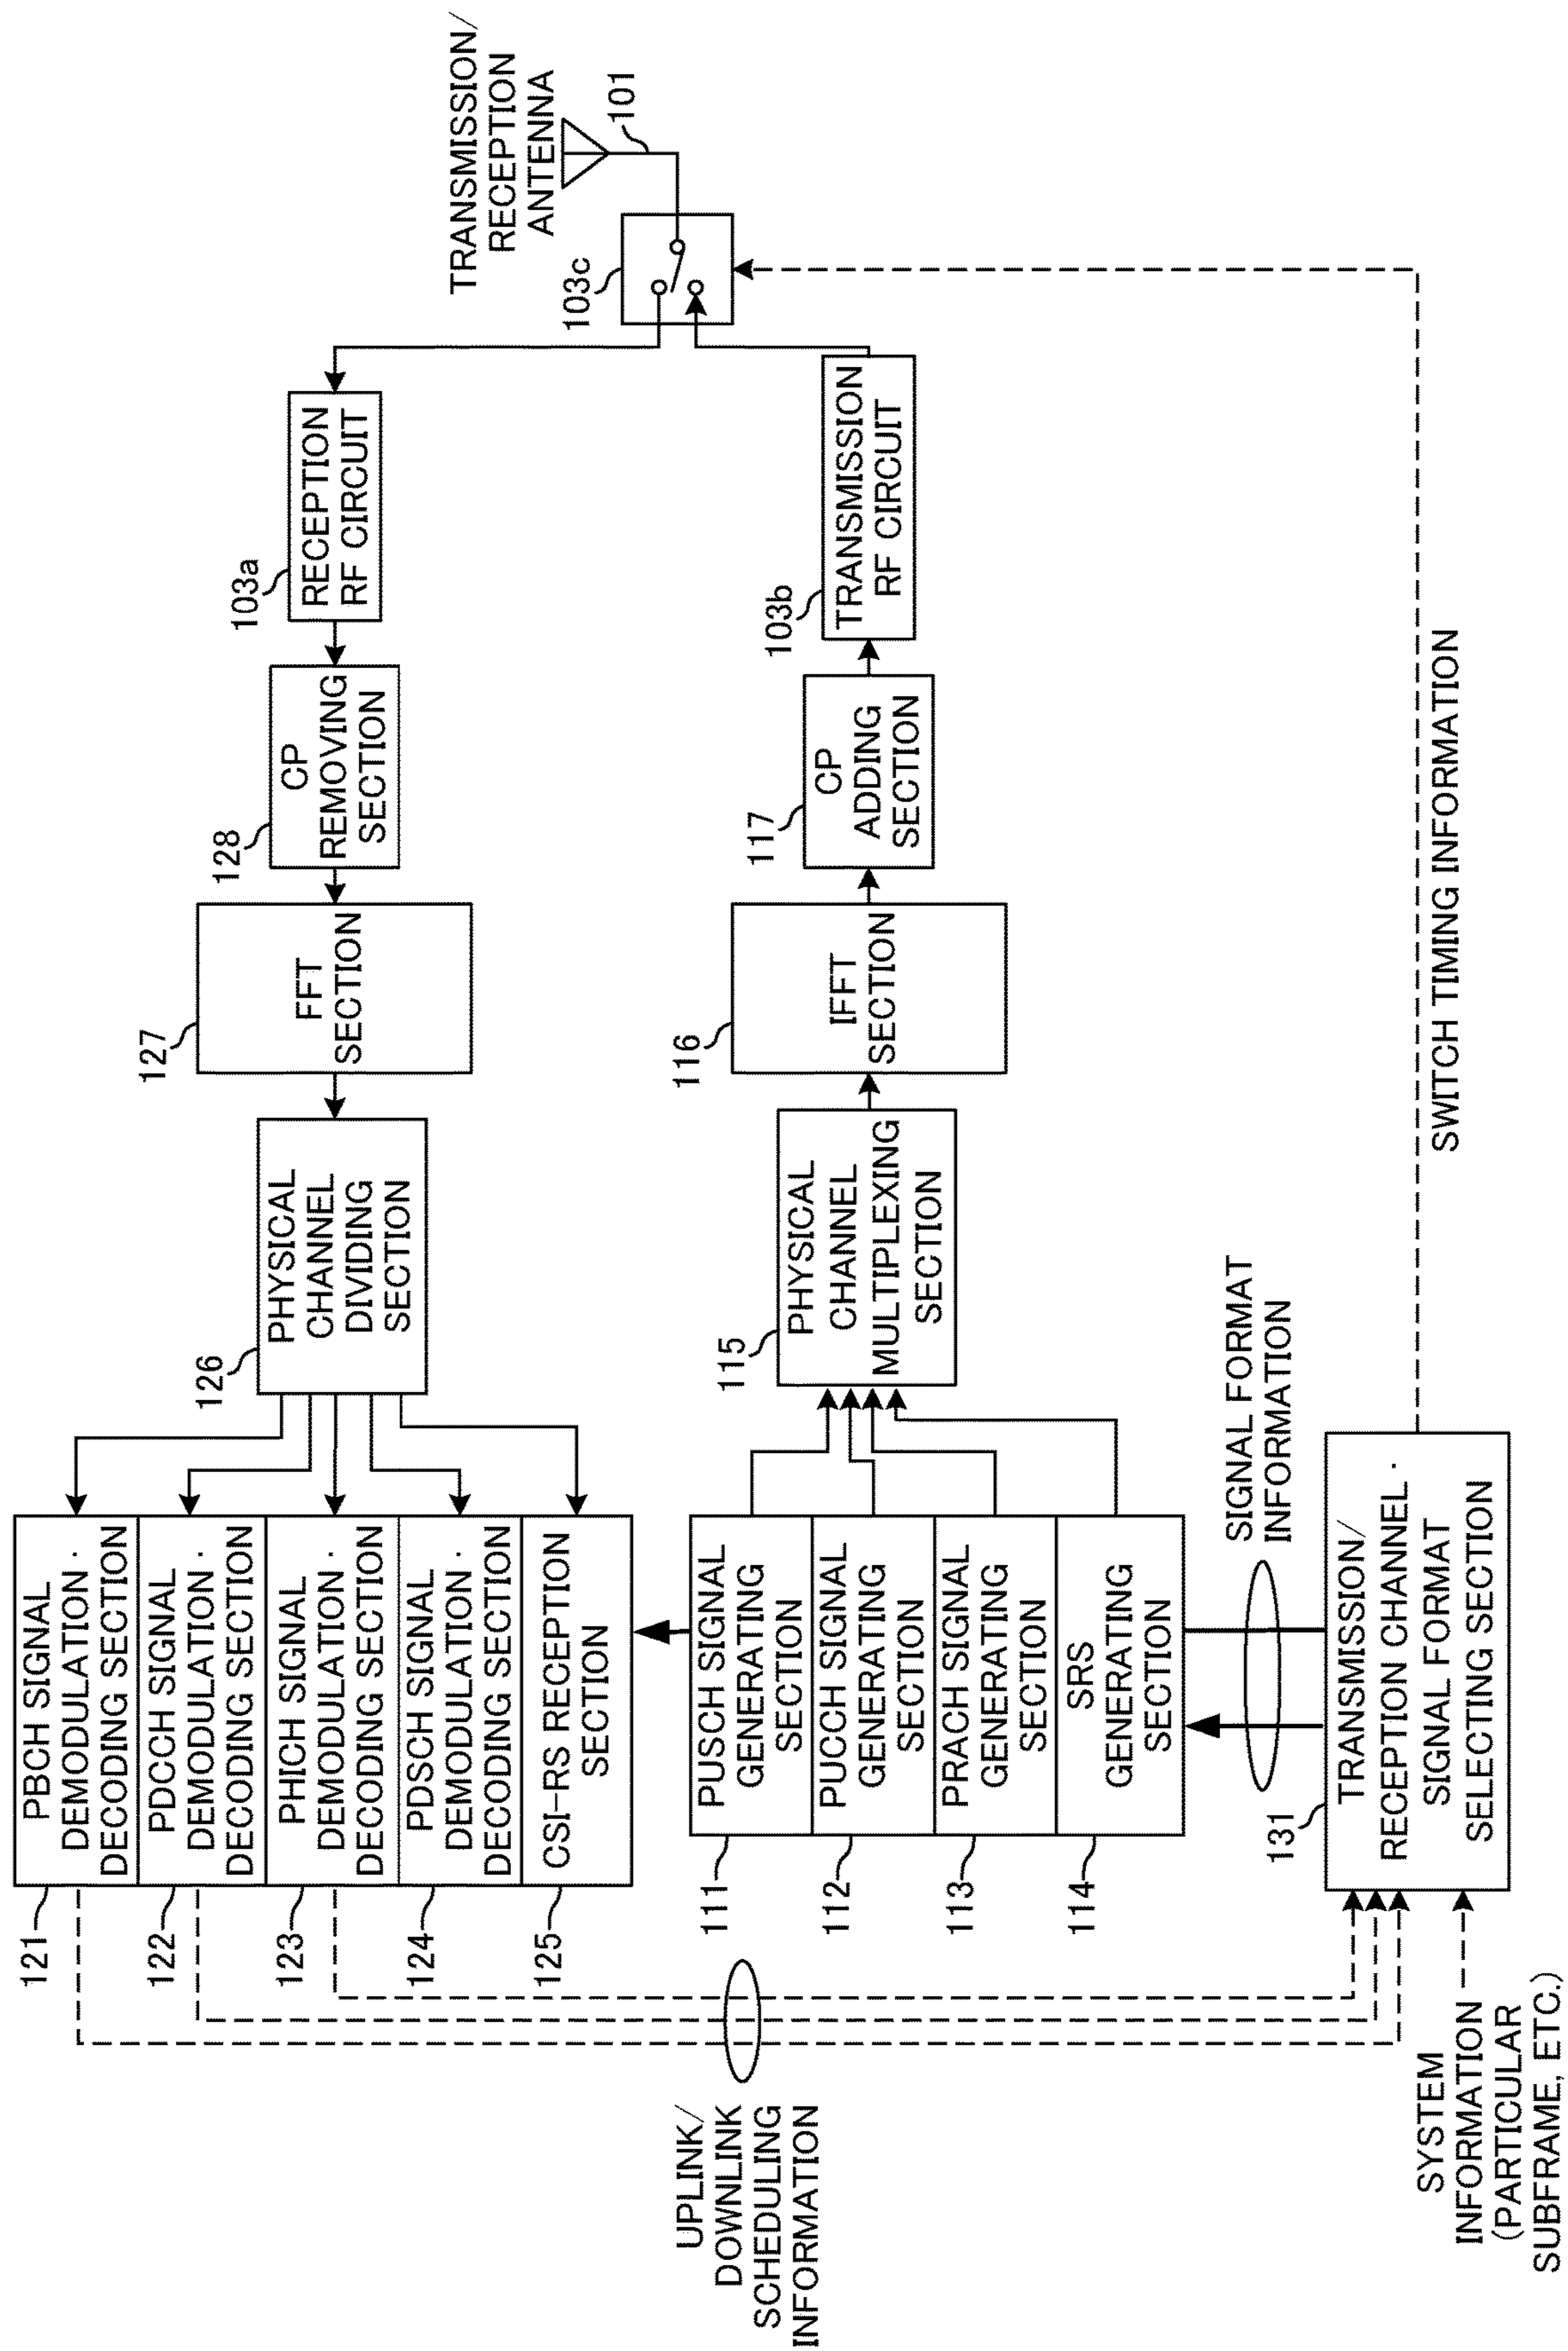 TRANSMISSION/
RECEPTION
ANTENNA
101
103c
103a
RECEPTION
RF CIRCUIT
128
CP
REMOVING
SECTION
127
FFT
SECTION
126
PHYSICAL
CHANNEL
DIVIDING
SECTION
121
PBCH SIGNAL
DEMODULATION ·
DECODING SECTION
122
PDCCH SIGNAL
DEMODULATION ·
DECODING SECTION
123
PHICH SIGNAL
DEMODULATION ·
DECODING SECTION
124
PDSCH SIGNAL
DEMODULATION ·
DECODING SECTION
125
CSI-RS RECEPTION
SECTION
103b
TRANSMISSION
RF CIRCUIT
117
CP
ADDING
SECTION
116
IFFT
SECTION
115
PHYSICAL
CHANNEL
MULTIPLEXING
SECTION
111
PUSCH SIGNAL
GENERATING
SECTION
112
PUCCH SIGNAL
GENERATING
SECTION
113
PRACH SIGNAL
GENERATING
SECTION
114
SRS
GENERATING
SECTION
UPLINK/
DOWNLINK
SCHEDULING
INFORMATION
SIGNAL FORMAT
INFORMATION
131
TRANSMISSION/
RECEPTION CHANNEL ·
SIGNAL FORMAT
SELECTING SECTION
SWITCH TIMING INFORMATION
SYSTEM
INFORMATION
(PARTICULAR
SUBFRAME, ETC.)